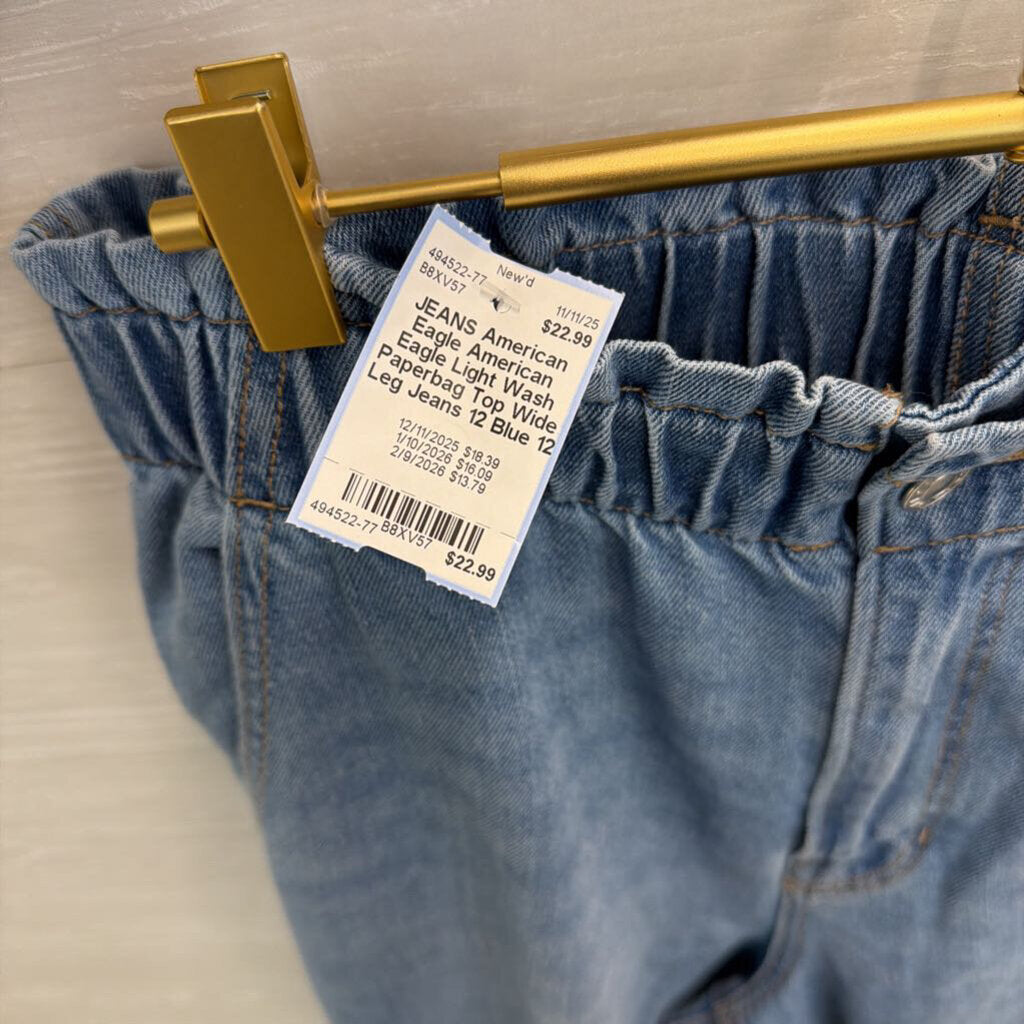 494522-77 New'd
B8XV57 11/11/25
$22.99
JEANS American
Eagle American
Eagle Light Wash
Paperbag Top Wide
Leg Jeans 12 Blue 12
12/11/2025 $18.39
1/10/2026 $16.09
2/9/2026 $13.79
494522-77 B8XV57 $22.99